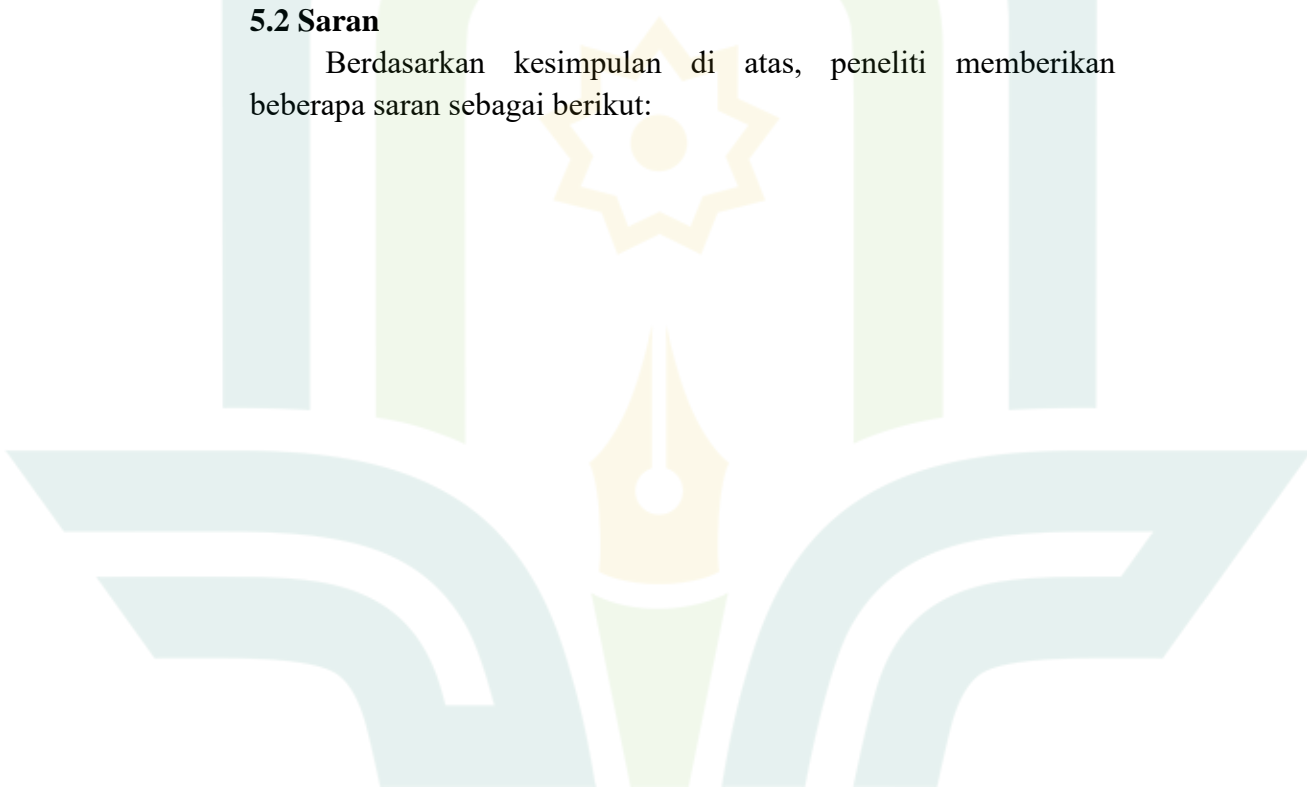 5.2 Saran
Berdasarkan kesimpulan di atas, peneliti memberikan
beberapa saran sebagai berikut: